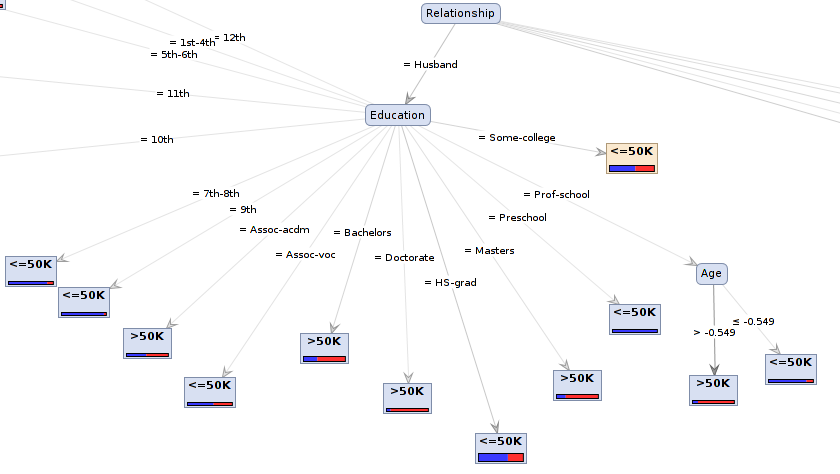 Relationship
= 12th
= 1st-4th
= 5th-6th
= Husband
= 11th
Education
= Some-college
= 10th
<=50K
= 7th-8th
= Prof-school
= 9th
= Preschool
= Assoc-acdm
= Bachelors
= Assoc-voc
= Doctorate
= Masters
<=50K
Age
= HS-grad
<=50K
<=50K
≤ -0.549
> -0.549
>50K
>50K
<=50K
<=50K
>50K
>50K
<=50K
>50K
<=50K